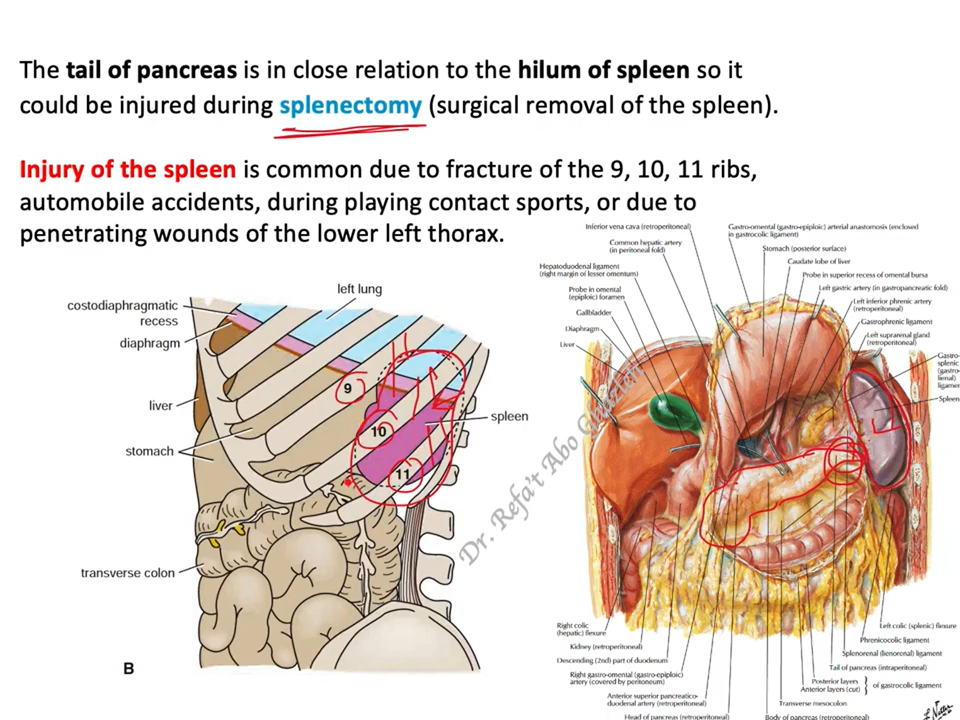 The tail of pancreas is in close relation to the hilum of spleen so it
could be injured during splenectomy (surgical removal of the spleen).
Injury of the spleen is common due to fracture of the 9, 10, 11 ribs,
automobile accidents, during playing contact sports, or due to
penetrating wounds of the lower left thorax.
left lung
costodiaphragmatic
recess
diaphragm
liver
stomach
transverse colon
9
10
11
spleen
B
Inferior vena cava (retroperitoneal)
Common hepatic artery
(in peritoneal fold)
Hepatoduodenal ligament
(right margin of lesser omentum)
Probe in omental
(epiploic) foramen
Gallbladder
Diaphragm
Liver
Gastro-omental (gastro-epiploic) arterial anastomosis (enclosed
in gastrocolic ligament)
Stomach (posterior surface)
Caudate lobe of liver
Probe in superior recess of omental bursa
Left gastric artery (in gastropancreatic fold)
Left inferior phrenic artery
(retroperitoneal)
Gastrophrenic ligament
Left suprarenal gland
(retroperitoneal)
Gastro-
splenic
(gastro-
lienal)
ligament
Spleen
Dr. Refa't Abo
Right colic
(hepatic) flexure
Kidney (retroperitoneal)
Descending (2nd) part of duodenum
Right gastro-omental (gastro-epiploic)
artery (covered by peritoneum)
Anterior superior pancreatico-
duodenal artery (retroperitoneal)
Head of pancreas (retroperitoneal)
Left colic (splenic) flexure
Phrenicocolic ligament
Splenorenal (lienorenal) ligament
Tail of pancreas (intraperitoneal)
Posterior layers
Anterior layers (cut)
of gastrocolic ligament
Transverse mesocolon
Body of pancreas (retroperitoneal)